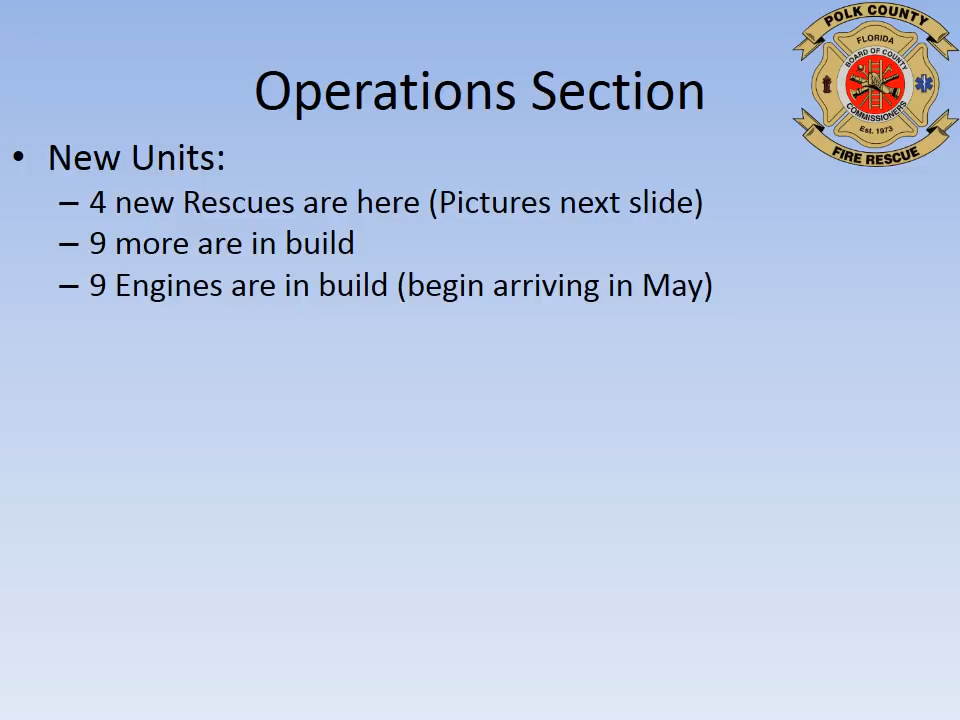 POLK COUNTY
FLORIDA
BOARD OF COUNTY
COMMISSIONERS
Est. 1973
FIRE RESCUE
Operations Section
• New Units:
– 4 new Rescues are here (Pictures next slide)
– 9 more are in build
– 9 Engines are in build (begin arriving in May)